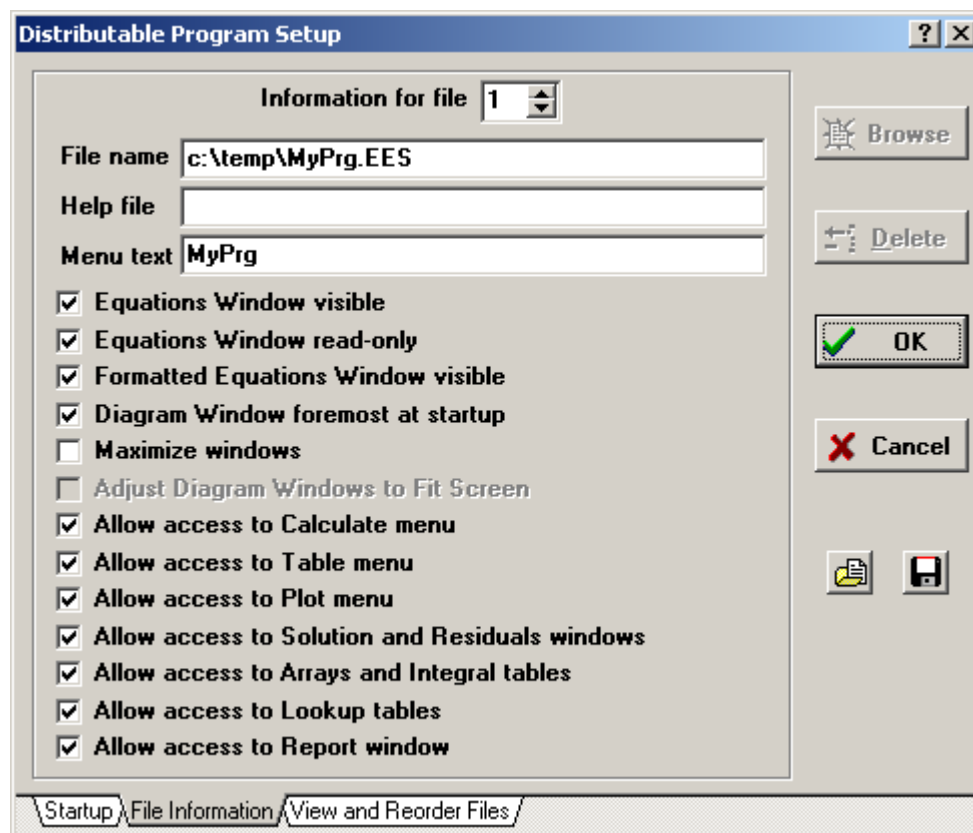 Distributable Program Setup
Information for file 1
File name c:\temp\MyPrg.EES
Help file
Menu text MyPrg
Equations Window visible
Equations Window read-only
Formatted Equations Window visible
Diagram Window foremost at startup
Maximize windows
Adjust Diagram Windows to Fit Screen
Allow access to Calculate menu
Allow access to Table menu
Allow access to Plot menu
Allow access to Solution and Residuals windows
Allow access to Arrays and Integral tables
Allow access to Lookup tables
Allow access to Report window
Browse
Delete
OK
Cancel
Startup File Information View and Reorder Files